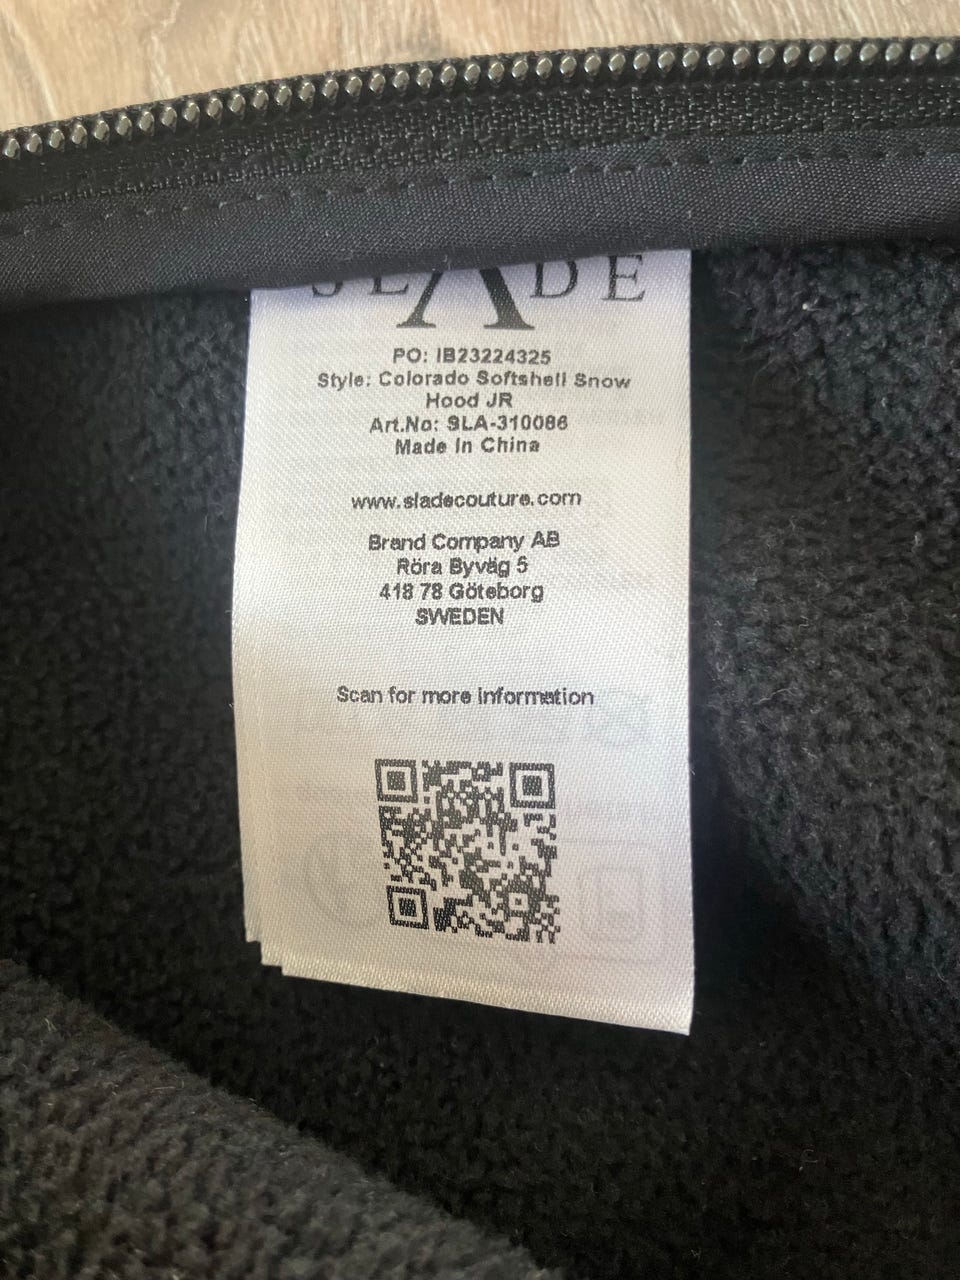 SLADE
PO: IB23224325
Style: Colorado Softshell Snow
Hood JR
Art.No: SLA-310086
Made In China
www.sladecouture.com
Brand Company AB
Röra Byväg 5
418 78 Göteborg
SWEDEN
Scan for more information